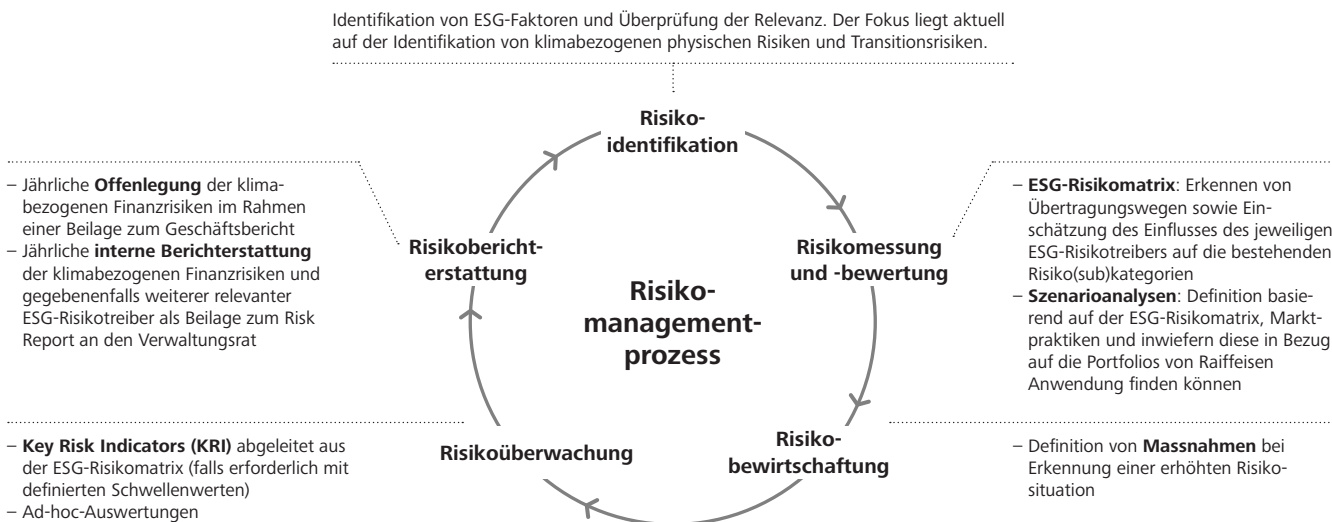 Identifikation von ESG-Faktoren und Überprüfung der Relevanz. Der Fokus liegt aktuell
auf der Identifikation von klimabezogenen physischen Risiken und Transitionsrisiken.
Risiko-
identifikation
– Jährliche Offenlegung der klima-
bezogenen Finanzrisiken im Rahmen
einer Beilage zum Geschäftsbericht
– Jährliche interne Berichterstattung
der klimabezogenen Finanzrisiken und
gegebenenfalls weiterer relevanter
ESG-Risikotreiber als Beilage zum Risk
Report an den Verwaltungsrat
Risikobericht-
erstattung
Risiko-
management-
prozess
Risikomessung
und -bewertung
– ESG-Risikomatrix: Erkennen von
Übertragungswegen sowie Ein-
schätzung des Einflusses des jeweiligen
ESG-Risikotreibers auf die bestehenden
Risiko(sub)kategorien
– Szenarioanalysen: Definition basie-
rend auf der ESG-Risikomatrix, Markt-
praktiken und inwiefern diese in Bezug
auf die Portfolios von Raiffeisen
Anwendung finden können
– Key Risk Indicators (KRI) abgeleitet aus
der ESG-Risikomatrix (falls erforderlich mit
definierten Schwellenwerten)
– Ad-hoc-Auswertungen
Risikoüberwachung
Risiko-
bewirtschaftung
– Definition von Massnahmen bei
Erkennung einer erhöhten Risiko-
situation